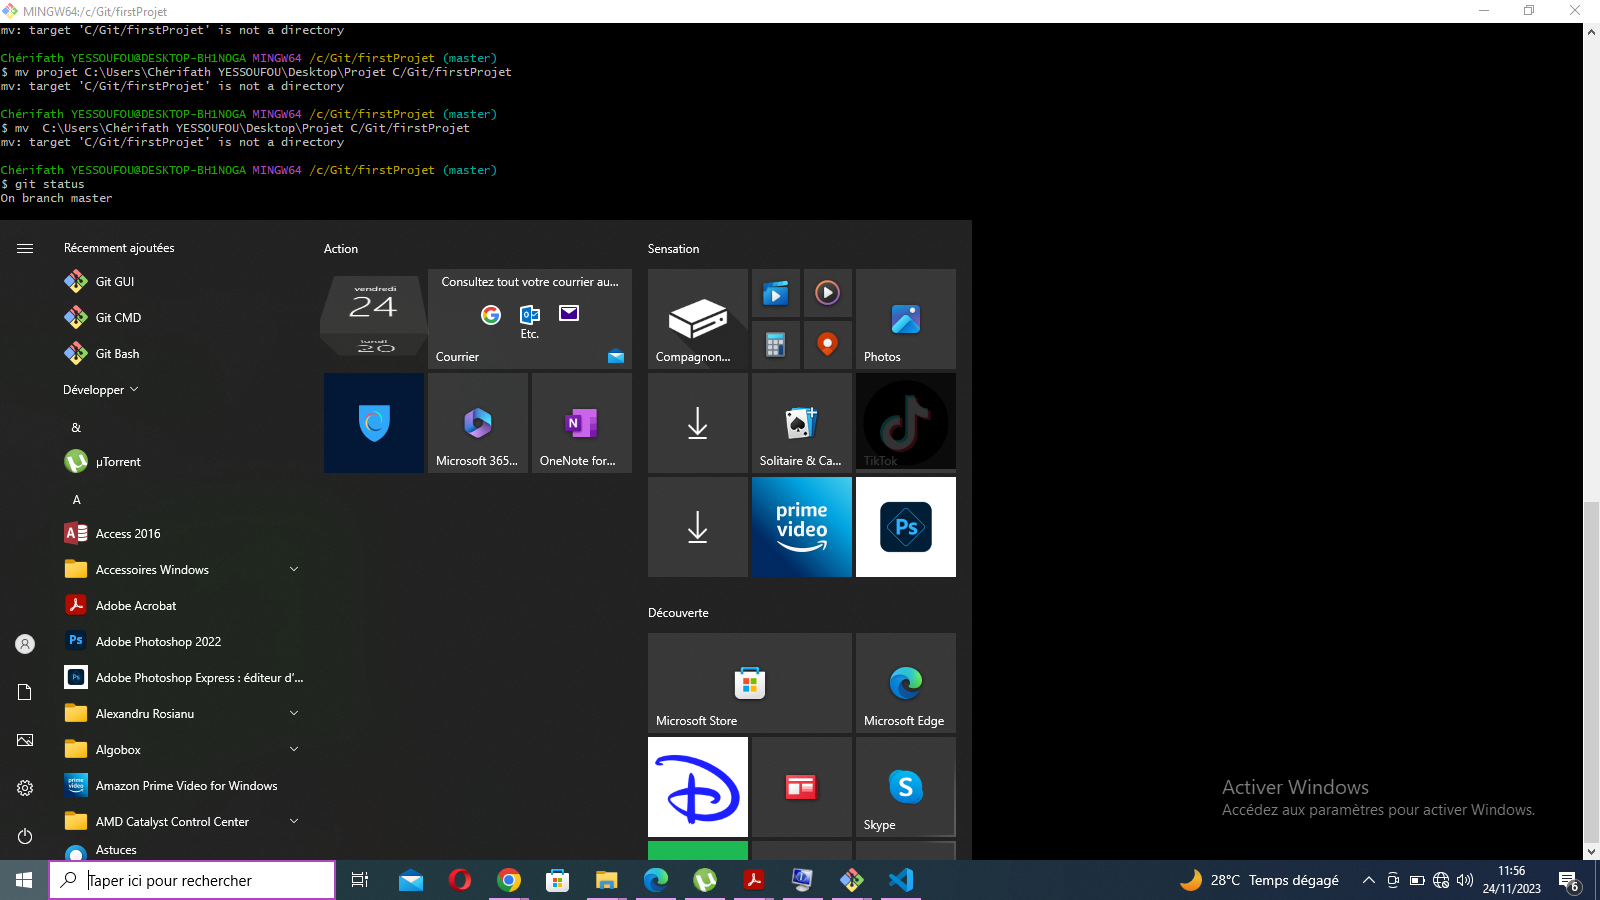 MINGW64:/c/Git/firstProjet
mv: target 'C/Git/firstProjet' is not a directory
Chérifath YESSOUFOU@DESKTOP-BH1NOGA MINGW64 /c/Git/firstProjet (master)
$ mv projet C:\Users\Chérifath YESSOUFOU\Desktop\Projet C/Git/firstProjet
mv: target 'C/Git/firstProjet' is not a directory
Chérifath YESSOUFOU@DESKTOP-BH1NOGA MINGW64 /c/Git/firstProjet (master)
$ mv  C:\Users\Chérifath YESSOUFOU\Desktop\Projet C/Git/firstProjet
mv: target 'C/Git/firstProjet' is not a directory
Chérifath YESSOUFOU@DESKTOP-BH1NOGA MINGW64 /c/Git/firstProjet (master)
$ git status
On branch master
Récemment ajoutées
Git GUI
Git CMD
Git Bash
Développer
&
µTorrent
A
Access 2016
Accessoires Windows
Adobe Acrobat
Adobe Photoshop 2022
Adobe Photoshop Express : éditeur d'...
Alexandru Rosianu
Algobox
Amazon Prime Video for Windows
AMD Catalyst Control Center
Astuces
Action
vendredi
24
lundi
20
Consultez tout votre courrier au...
Etc.
Courrier
Microsoft 365...
OneNote for...
Sensation
Compagnon...
Photos
Solitaire & Ca...
TikTok
prime video
Ps
Découverte
Microsoft Store
Microsoft Edge
Skype
Activer Windows
Accédez aux paramètres pour activer Windows.
Taper ici pour rechercher
28°C Temps dégagé
11:56
24/11/2023
6